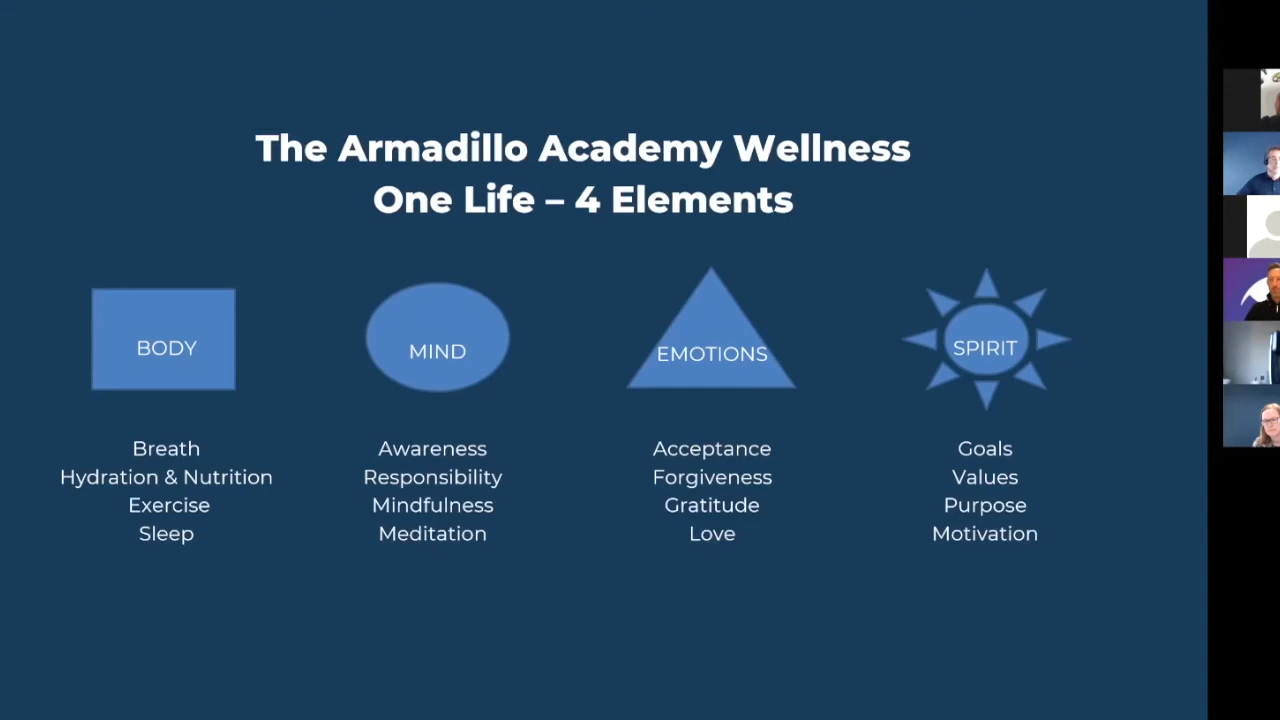 The Armadillo Academy Wellness
One Life – 4 Elements
BODY
MIND
EMOTIONS
SPIRIT
Breath
Hydration & Nutrition
Exercise
Sleep
Awareness
Responsibility
Mindfulness
Meditation
Acceptance
Forgiveness
Gratitude
Love
Goals
Values
Purpose
Motivation